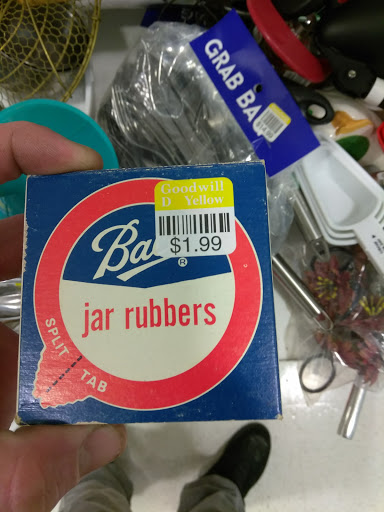 GRAB BA
Goodwill
D Yellow
$1.99
Ba
®
jar rubbers
SPLIT TAB